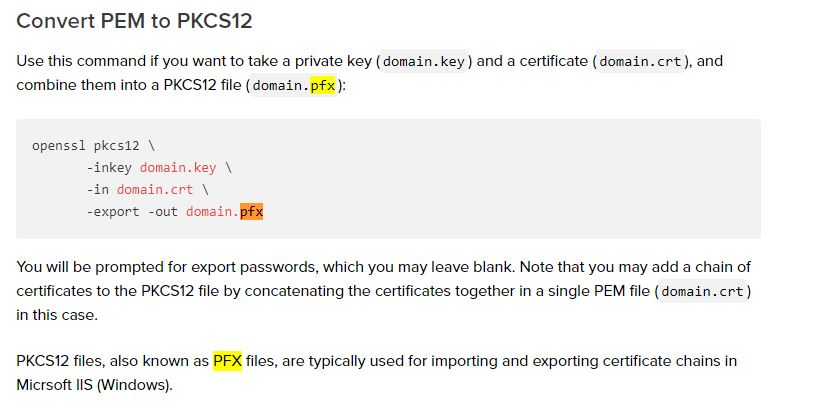 Convert PEM to PKCS12
Use this command if you want to take a private key (domain.key) and a certificate (domain.crt), and
combine them into a PKCS12 file (domain.pfx):
openssl pkcs12 \
       -inkey domain.key \
       -in domain.crt \
       -export -out domain.pfx
You will be prompted for export passwords, which you may leave blank. Note that you may add a chain of
certificates to the PKCS12 file by concatenating the certificates together in a single PEM file (domain.crt)
in this case.
PKCS12 files, also known as PFX files, are typically used for importing and exporting certificate chains in
Micrsoft IIS (Windows).